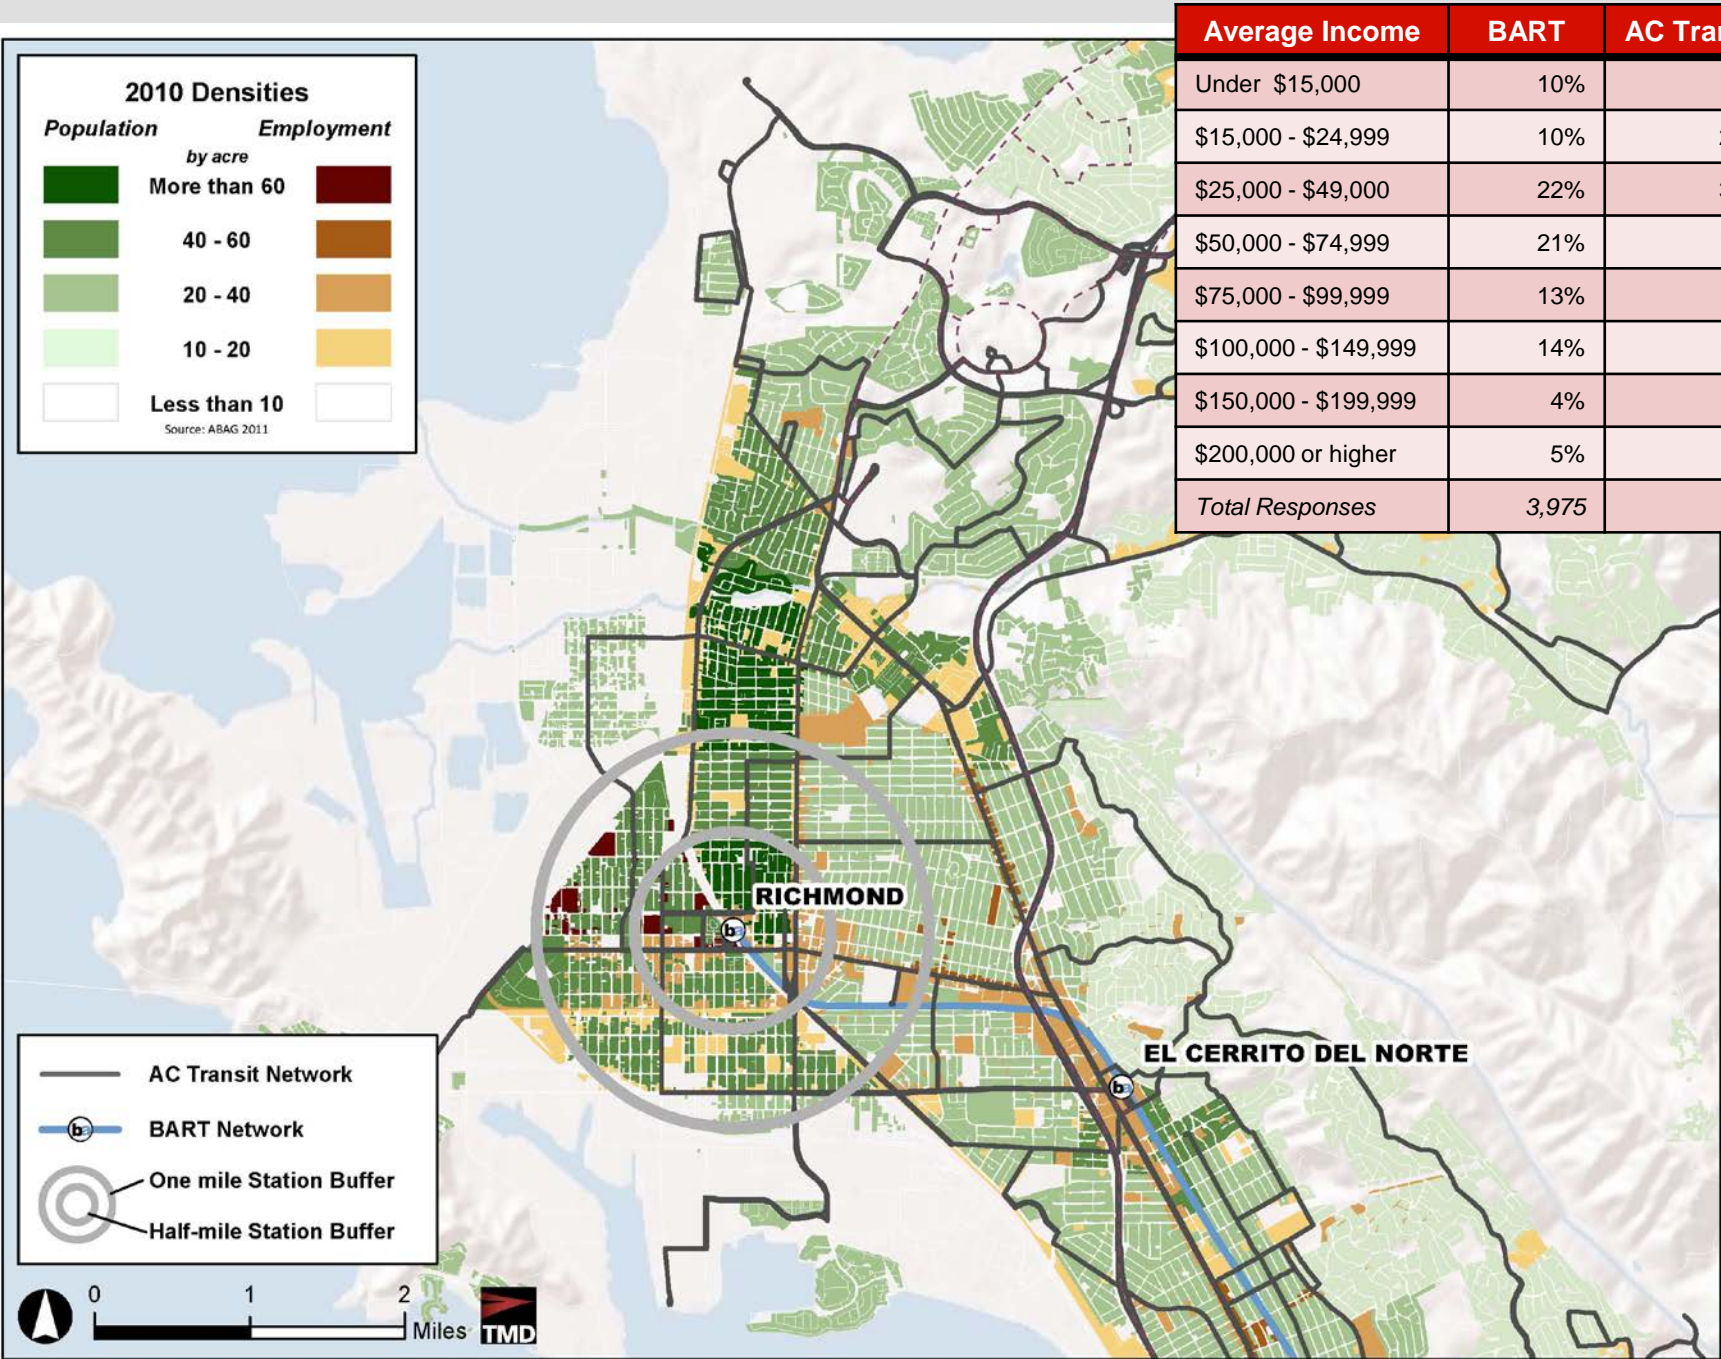 Average Income BART AC
Under $15,000 10%
$15,000 - $24,999 10%
$25,000 - $49,000 22%
$50,000 - $74,999 21%
$75,000 - $99,999 13%
$100,000 - $149,999 14%
$150,000 - $199,999 4%
$200,000 or higher 5%
Total Responses 3,975
2010 Densities
Population Employment
by acre
More than 60
40 - 60
20 - 40
10 - 20
Less than 10
Source: ABAG 2011
RICHMOND
EL CERRITO DEL NORTE
AC Transit Network
BART Network
One mile Station Buffer
Half-mile Station Buffer
0 1 2
Miles
TMD